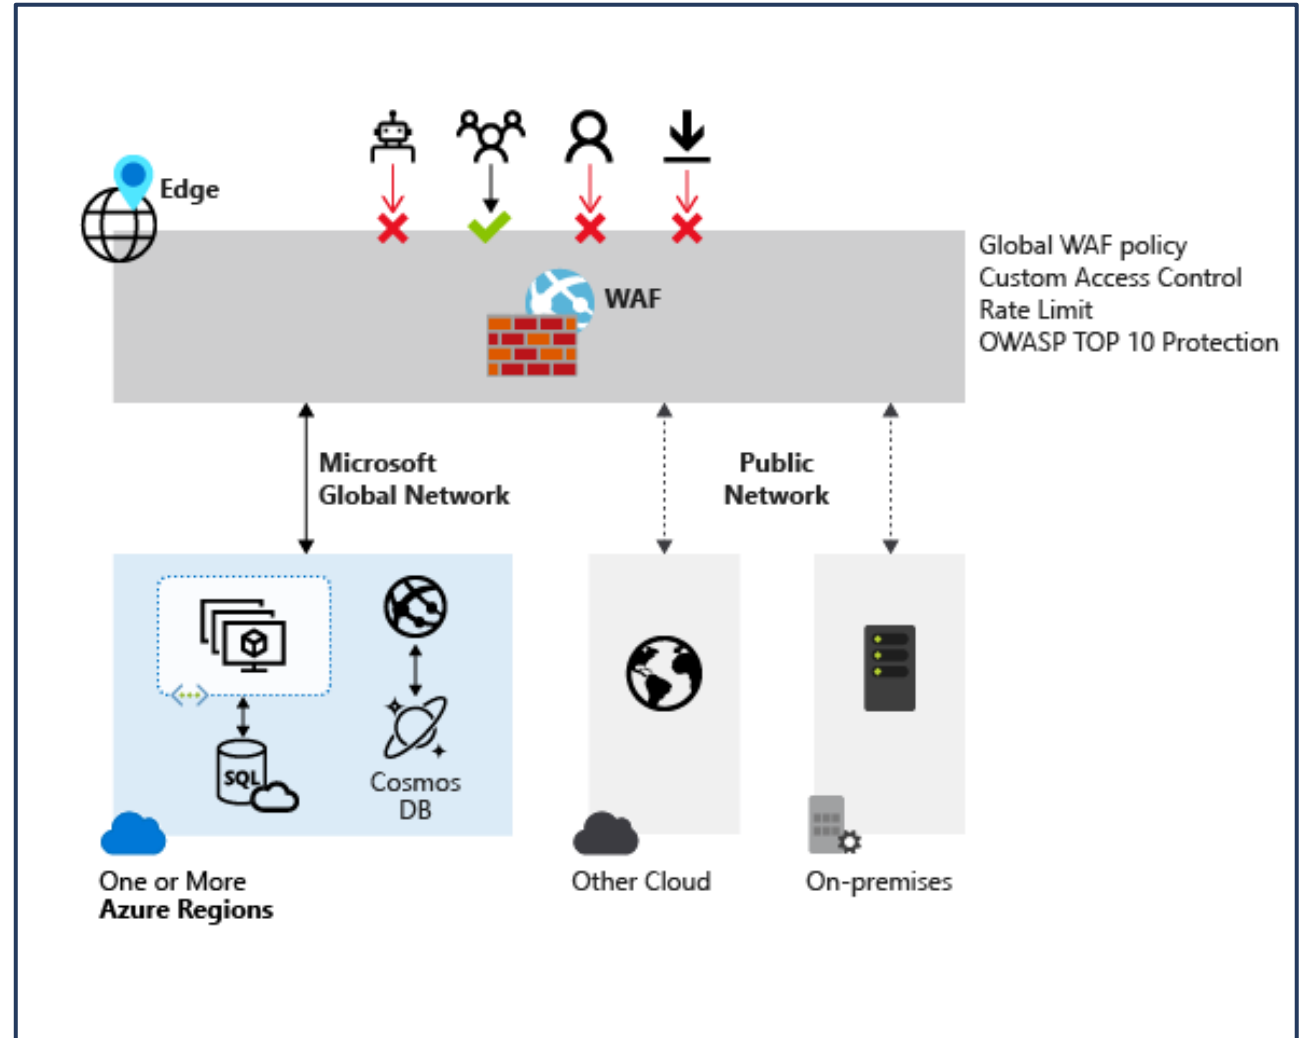 Edge
WAF
Global WAF policy
Custom Access Control
Rate Limit
OWASP TOP 10 Protection
Microsoft
Global Network
Public
Network
SQL
Cosmos
DB
One or More
Azure Regions
Other Cloud
On-premises